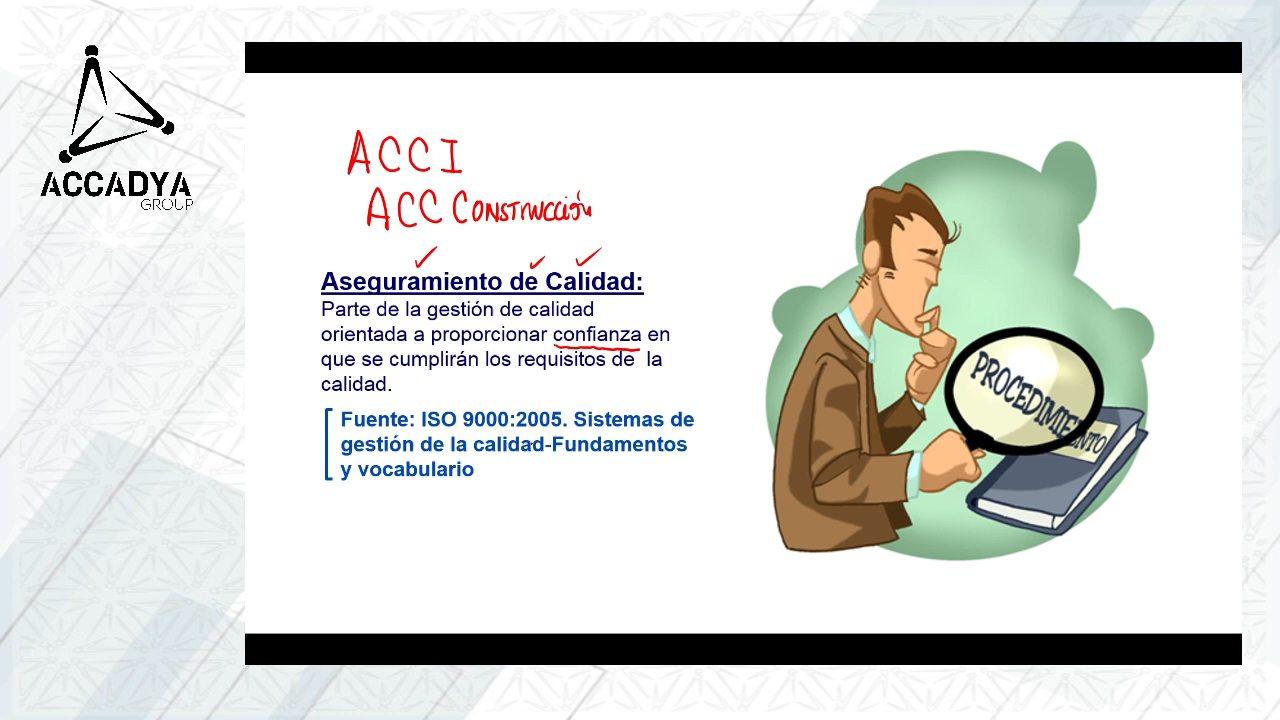 ACCADYA
GROUP
ACCI
ACC CONSTRUCCIÓN
Aseguramiento de Calidad:
Parte de la gestión de calidad
orientada a proporcionar confianza en
que se cumplirán los requisitos de la
calidad.
Fuente: ISO 9000:2005. Sistemas de
gestión de la calidad-Fundamentos
y vocabulario
PROCEDIMIENTO